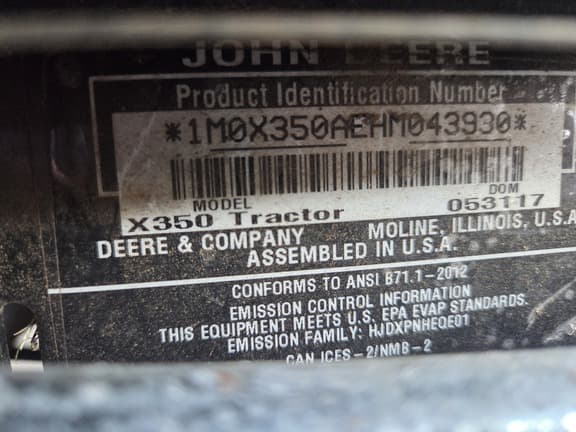 JOHN DEERE
Product Identification Number
*1M0X350AEHM043930*
MODEL DOM
X350 Tractor 053117
DEERE & COMPANY MOLINE, ILLINOIS, U.S.A
ASSEMBLED IN U.S.A.
CONFORMS TO ANSI B71.1-2012
EMISSION CONTROL INFORMATION
THIS EQUIPMENT MEETS U.S. EPA EVAP STANDARDS.
EMISSION FAMILY: HJDXPNHEQE01
CAN ICES-2/NMB-2